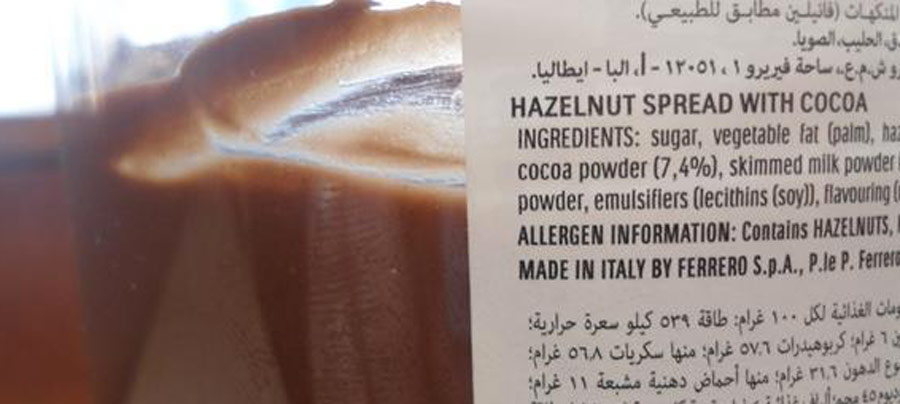 المنكهات (فانيلين مطابق للطبيعي).
الحليب، الصويا.
ش.م.ع.، ساحة فيريرو ١، ١٢٠٥١ - أ، البا - ايطاليا.
HAZELNUT SPREAD WITH COCOA
INGREDIENTS: sugar, vegetable fat (palm),
cocoa powder (7,4%), skimmed milk powder
powder, emulsifiers (lecithins (soy)), flavouring
ALLERGEN INFORMATION: Contains HAZELNUTS,
MADE IN ITALY BY FERRERO S.p.A., P.le P. Ferrero
الغذائية لكل ١٠٠ غرام: طاقة ٥٣٩ كيلو سعرة حرارية؛
٦ غرام؛ كربوهيدرات ٥٧.٦ غرام؛ منها سكريات ٥٦.٨ غرام؛
الدهون ٣١.٦ غرام؛ منها أحماض دهنية مشبعة ١١ غرام؛